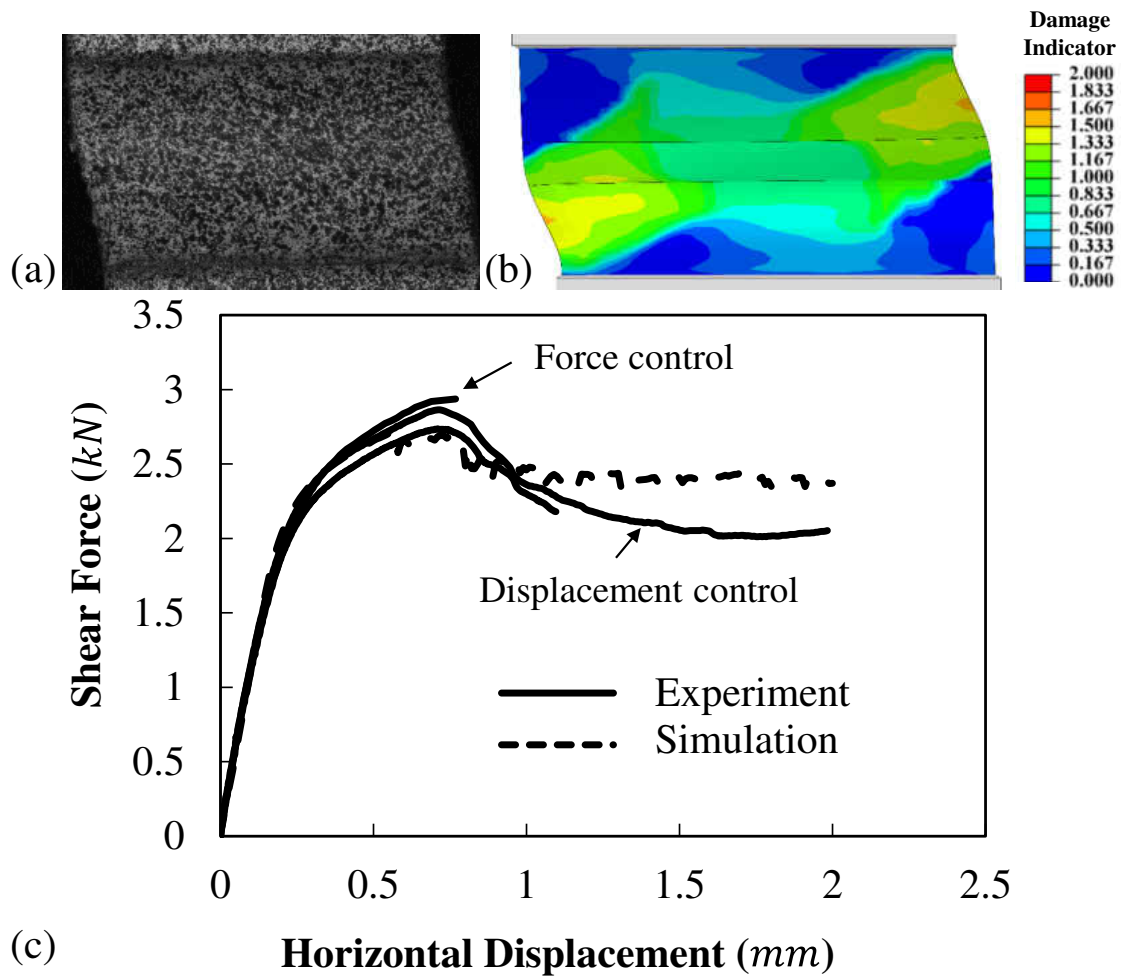 Damage
Indicator
2.000
1.833
1.667
1.500
1.333
1.167
1.000
0.833
0.667
0.500
0.333
0.167
0.000
(a)
(b)
3.5
3
2.5
2
1.5
1
0.5
0
Shear Force (kN)
Force control
Displacement control
Experiment
Simulation
0
0.5
1
1.5
2
2.5
(c)
Horizontal Displacement (mm)